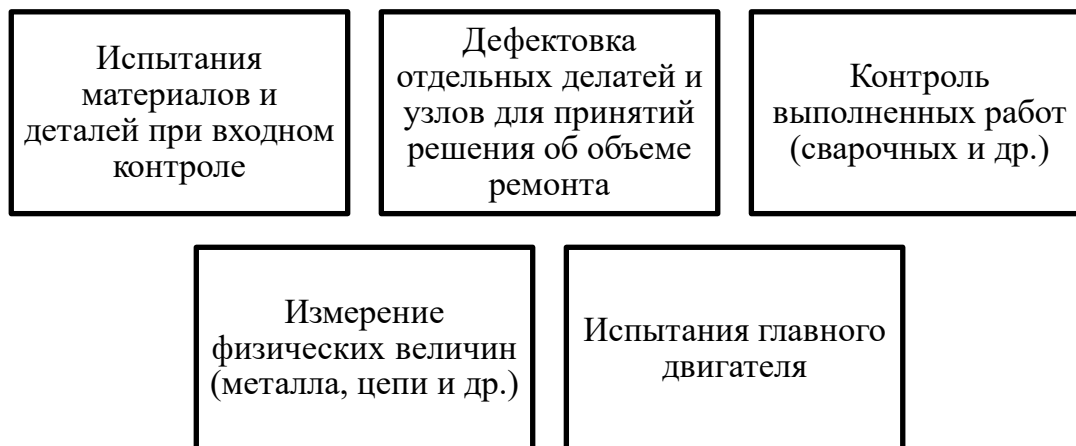 Испытания
материалов и
деталей при входном
контроле
Дефектовка
отдельных делатей и
узлов для принятий
решения об объеме
ремонта
Контроль
выполненных работ
(сварочных и др.)
Измерение
физических величин
(металла, цепи и др.)
Испытания главного
двигателя